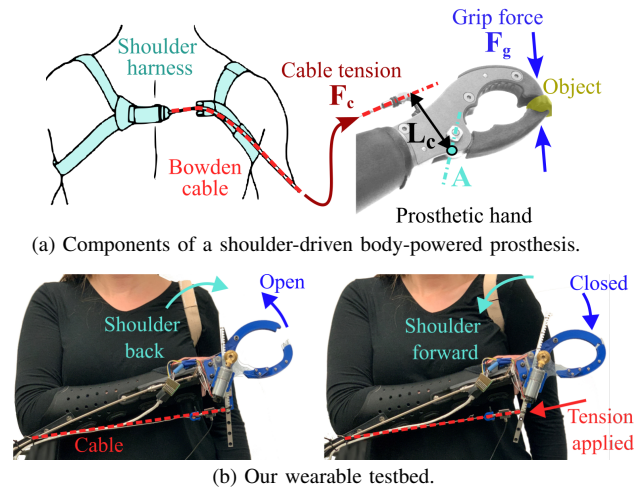 Shoulder
harness
Bowden
cable
Cable tension
F_c
Grip force
F_g
Object
L_c
A
Prosthetic hand
(a) Components of a shoulder-driven body-powered prosthesis.
Open
Shoulder
back
Cable
Closed
Shoulder
forward
Tension
applied
(b) Our wearable testbed.